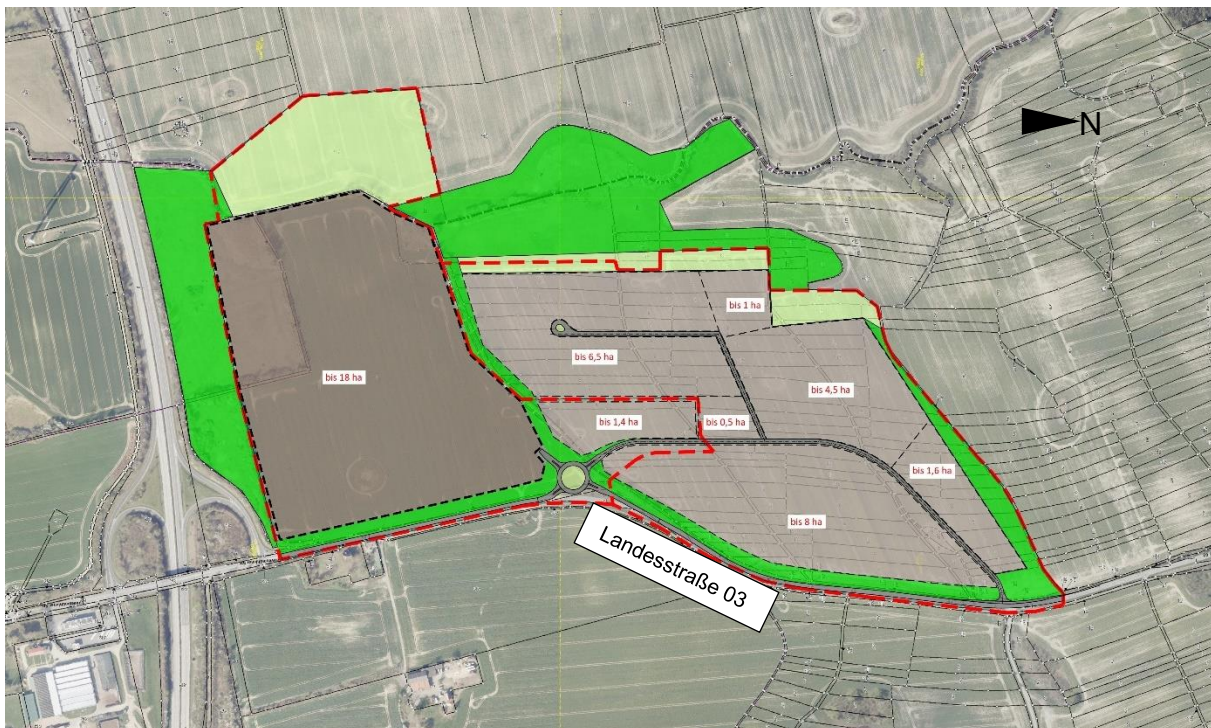 N
bis 1 ha
bis 6,5 ha
bis 18 ha
bis 4,5 ha
bis 1,4 ha
bis 0,5 ha
bis 1,6 ha
bis 8 ha
Landesstraße 03